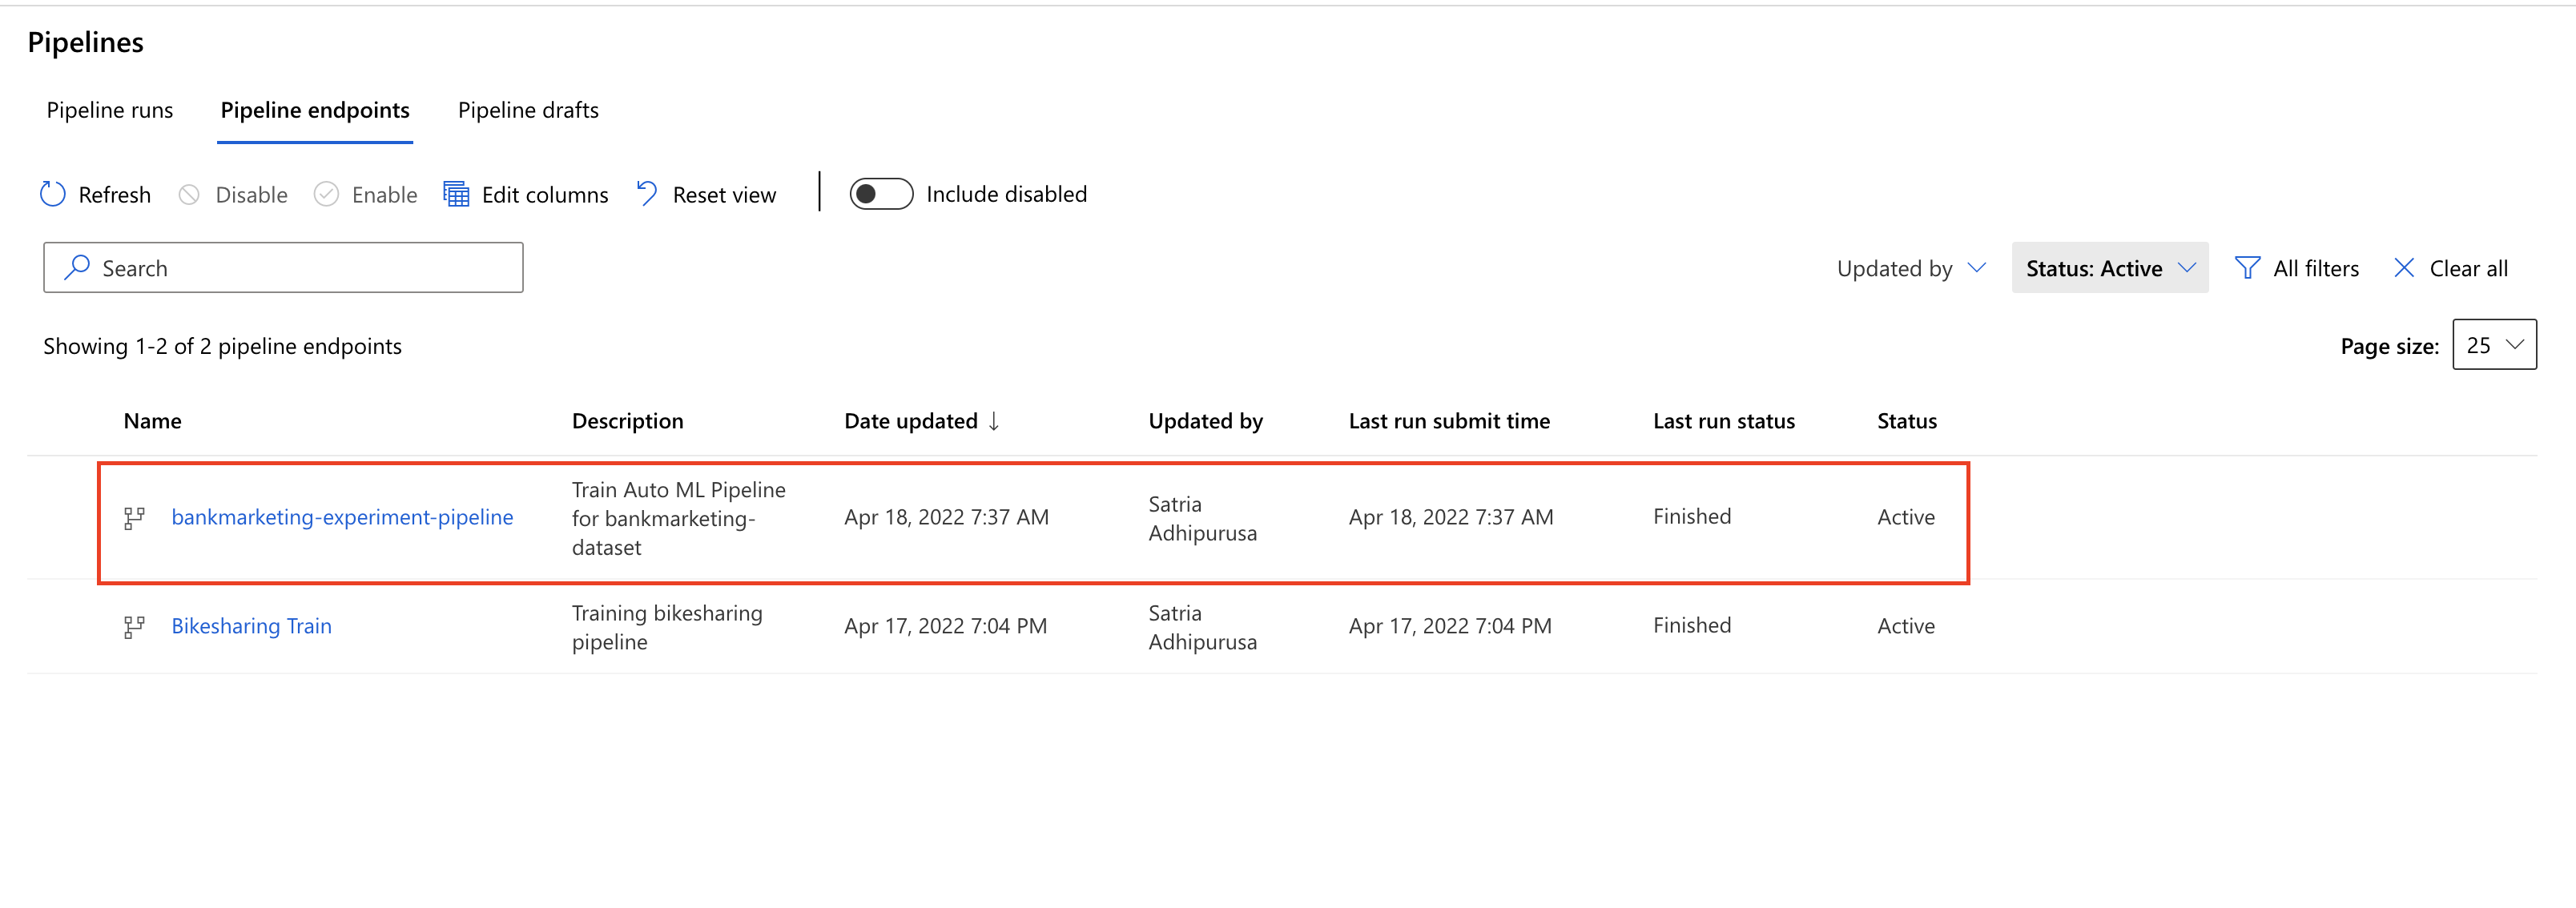 Pipelines
Pipeline runs Pipeline endpoints Pipeline drafts
Refresh Disable Enable Edit columns Reset view Include disabled
Search Updated by Status: Active All filters Clear all
Showing 1-2 of 2 pipeline endpoints Page size: 25
Name Description Date updated ↓ Updated by Last run submit time Last run status Status
bankmarketing-experiment-pipeline
Train Auto ML Pipeline
for bankmarketing-
dataset
Apr 18, 2022 7:37 AM
Satria
Adhipurusa
Apr 18, 2022 7:37 AM
Finished
Active
Bikesharing Train
Training bikesharing
pipeline
Apr 17, 2022 7:04 PM
Satria
Adhipurusa
Apr 17, 2022 7:04 PM
Finished
Active